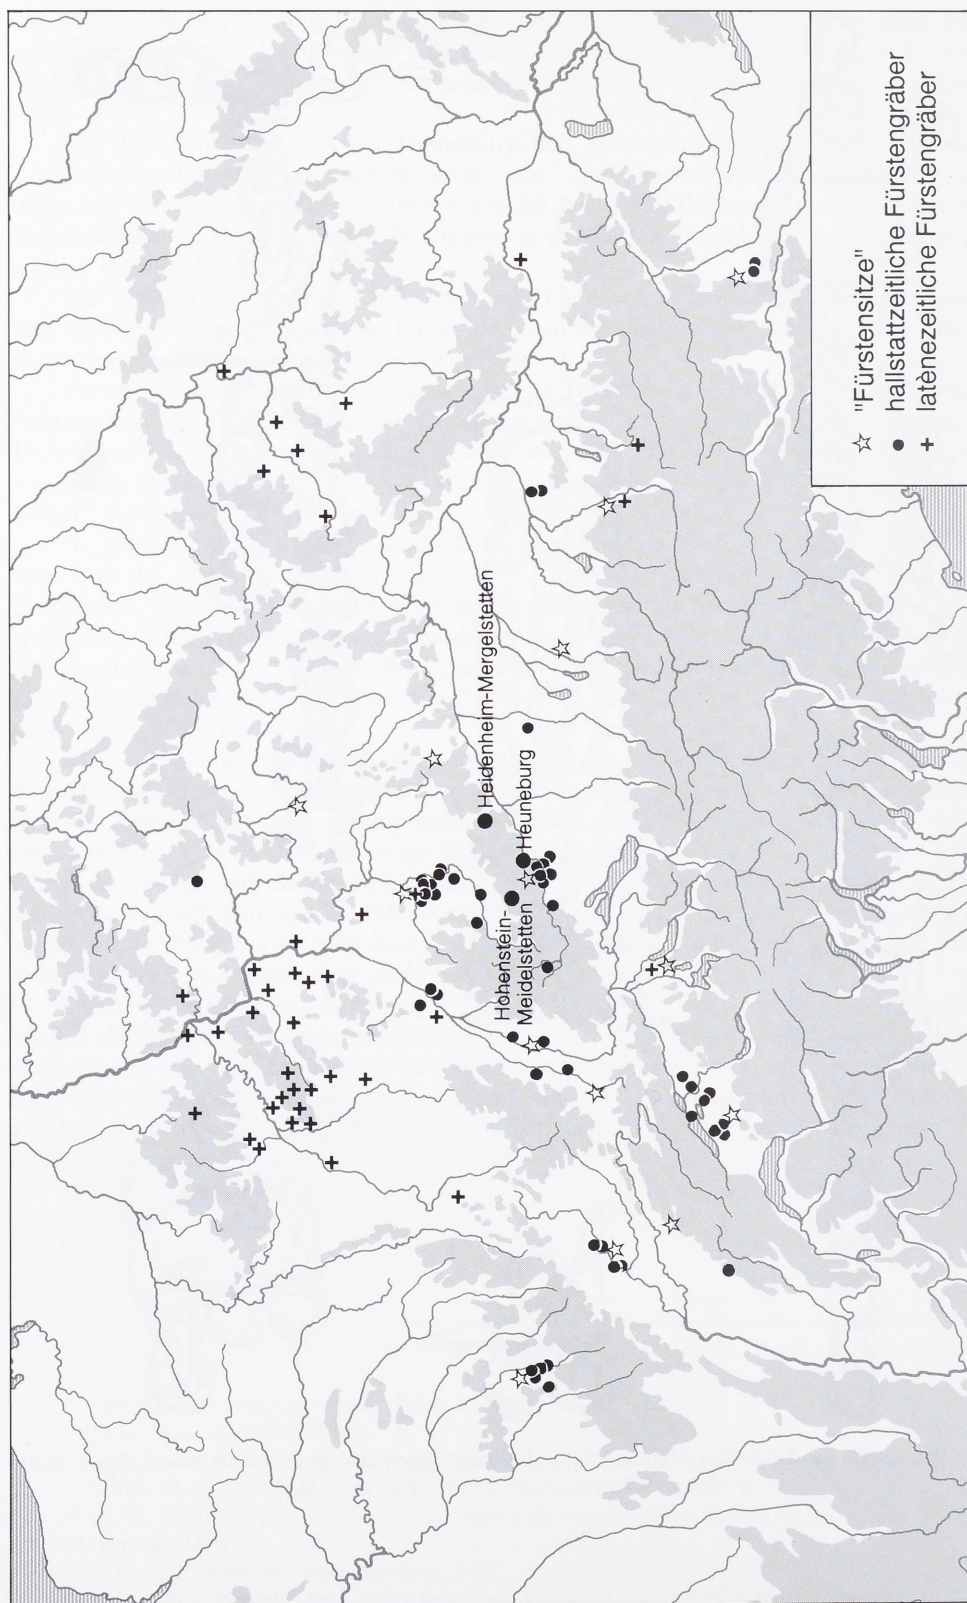 Heidenheim-Mergelstetten
Heuneburg
Hohenstein-
Meidelstetten
"Fürstensitze"
hallstattzeitliche Fürstengräber
latènezeitliche Fürstengräber